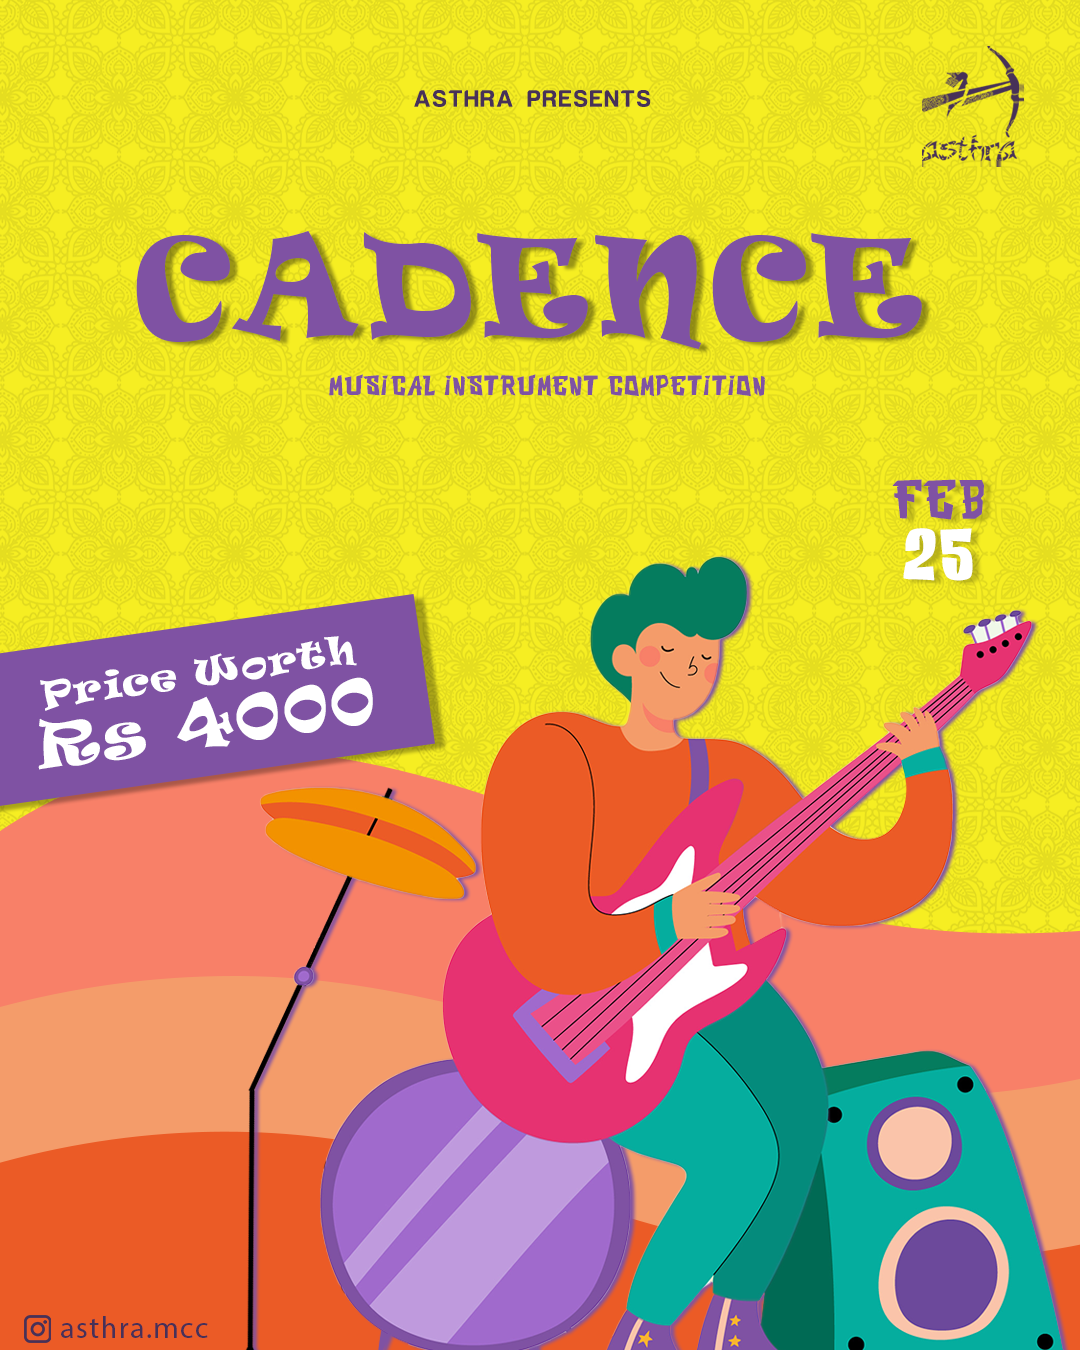 ASTHRA PRESENTS
asthra
CADENCE
MUSICAL INSTRUMENT COMPETITION
FEB
25
Price Worth
Rs 4000
asthra.mcc